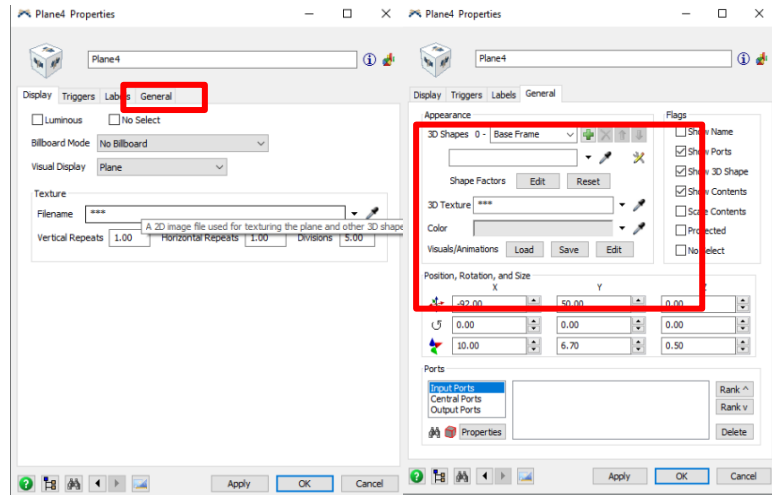 Plane4 Properties
Plane4
Display Triggers Labels General
Luminous No Select
Billboard Mode No Billboard
Visual Display Plane
Texture
Filename ***
A 2D image file used for texturing the plane and other 3D shape
Vertical Repeats 1.00 Horizontal Repeats 1.00 Divisions 5.00
Apply OK Cancel
Plane4 Properties
Plane4
Display Triggers Labels General
Appearance
3D Shapes 0 - Base Frame
Shape Factors Edit Reset
3D Texture ***
Color
Visuals/Animations Load Save Edit
Flags
Show Name
Show Ports
Show 3D Shape
Show Contents
Scale Contents
Projected
No Select
Position, Rotation, and Size
X Y
-92.00 50.00 0.00
0.00 0.00 0.00
10.00 6.70 0.50
Ports
Input Ports
Central Ports
Output Ports
Rank ^
Rank v
Properties Delete
Apply OK Cancel